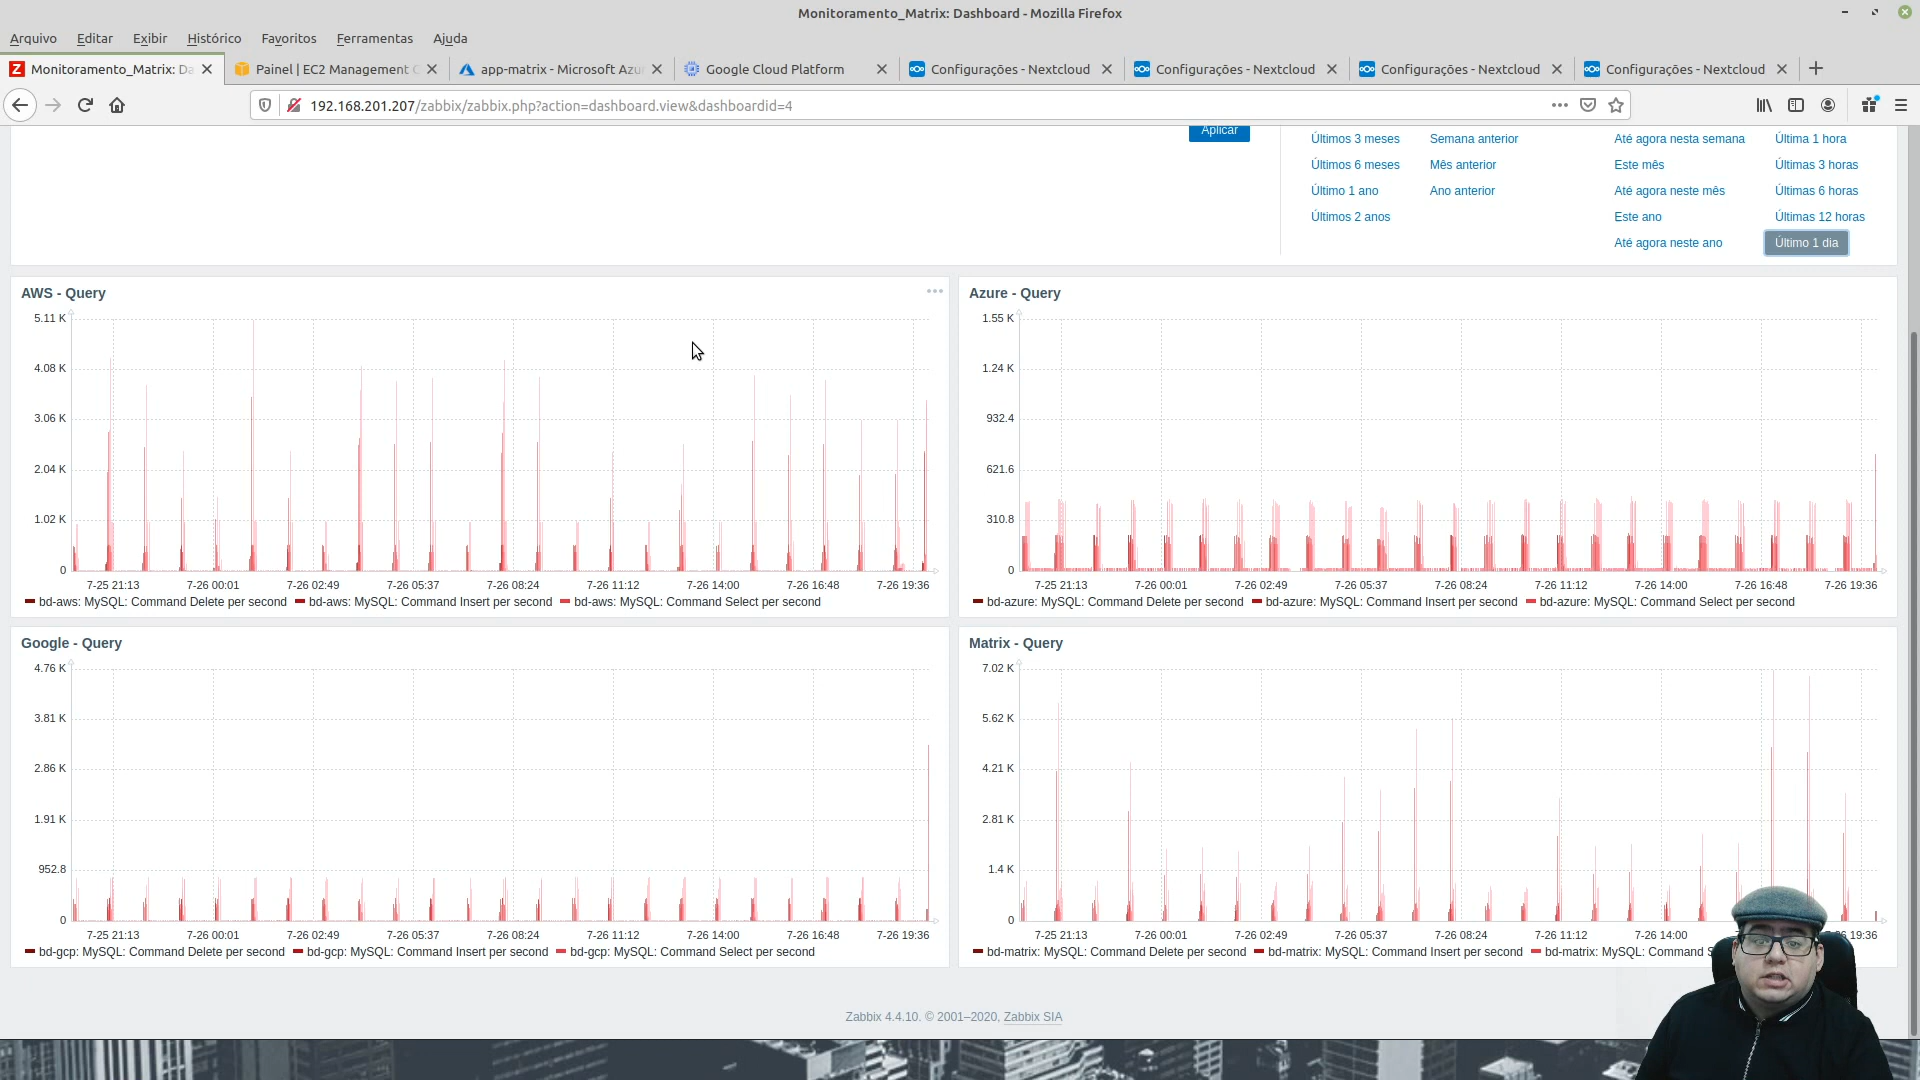 Monitoramento_Matrix: Dashboard - Mozilla Firefox
Arquivo Editar Exibir Histórico Favoritos Ferramentas Ajuda
Monitoramento_Matrix: Da
Painel | EC2 Management C
app-matrix - Microsoft Azu
Google Cloud Platform
Configurações - Nextcloud
Configurações - Nextcloud
Configurações - Nextcloud
Configurações - Nextcloud
192.168.201.207/zabbix/zabbix.php?action=dashboard.view&dashboardid=4
Aplicar
Últimos 3 meses Semana anterior Até agora nesta semana Última 1 hora
Últimos 6 meses Mês anterior Este mês Últimas 3 horas
Último 1 ano Ano anterior Até agora neste mês Últimas 6 horas
Últimos 2 anos Este ano Últimas 12 horas
Até agora neste ano Último 1 dia
AWS - Query
5.11 K
4.08 K
3.06 K
2.04 K
1.02 K
0
7-25 21:13 7-26 00:01 7-26 02:49 7-26 05:37 7-26 08:24 7-26 11:12 7-26 14:00 7-26 16:48 7-26 19:36
bd-aws: MySQL: Command Delete per second bd-aws: MySQL: Command Insert per second bd-aws: MySQL: Command Select per second
Azure - Query
1.55 K
1.24 K
932.4
621.6
310.8
0
7-25 21:13 7-26 00:01 7-26 02:49 7-26 05:37 7-26 08:24 7-26 11:12 7-26 14:00 7-26 16:48 7-26 19:36
bd-azure: MySQL: Command Delete per second bd-azure: MySQL: Command Insert per second bd-azure: MySQL: Command Select per second
Google - Query
4.76 K
3.81 K
2.86 K
1.91 K
952.8
0
7-25 21:13 7-26 00:01 7-26 02:49 7-26 05:37 7-26 08:24 7-26 11:12 7-26 14:00 7-26 16:48 7-26 19:36
bd-gcp: MySQL: Command Delete per second bd-gcp: MySQL: Command Insert per second bd-gcp: MySQL: Command Select per second
Matrix - Query
7.02 K
5.62 K
4.21 K
2.81 K
1.4 K
0
7-25 21:13 7-26 00:01 7-26 02:49 7-26 05:37 7-26 08:24 7-26 11:12 7-26 14:00 19:36
bd-matrix: MySQL: Command Delete per second bd-matrix: MySQL: Command Insert per second bd-matrix: MySQL: Command
Zabbix 4.4.10. © 2001–2020, Zabbix SIA